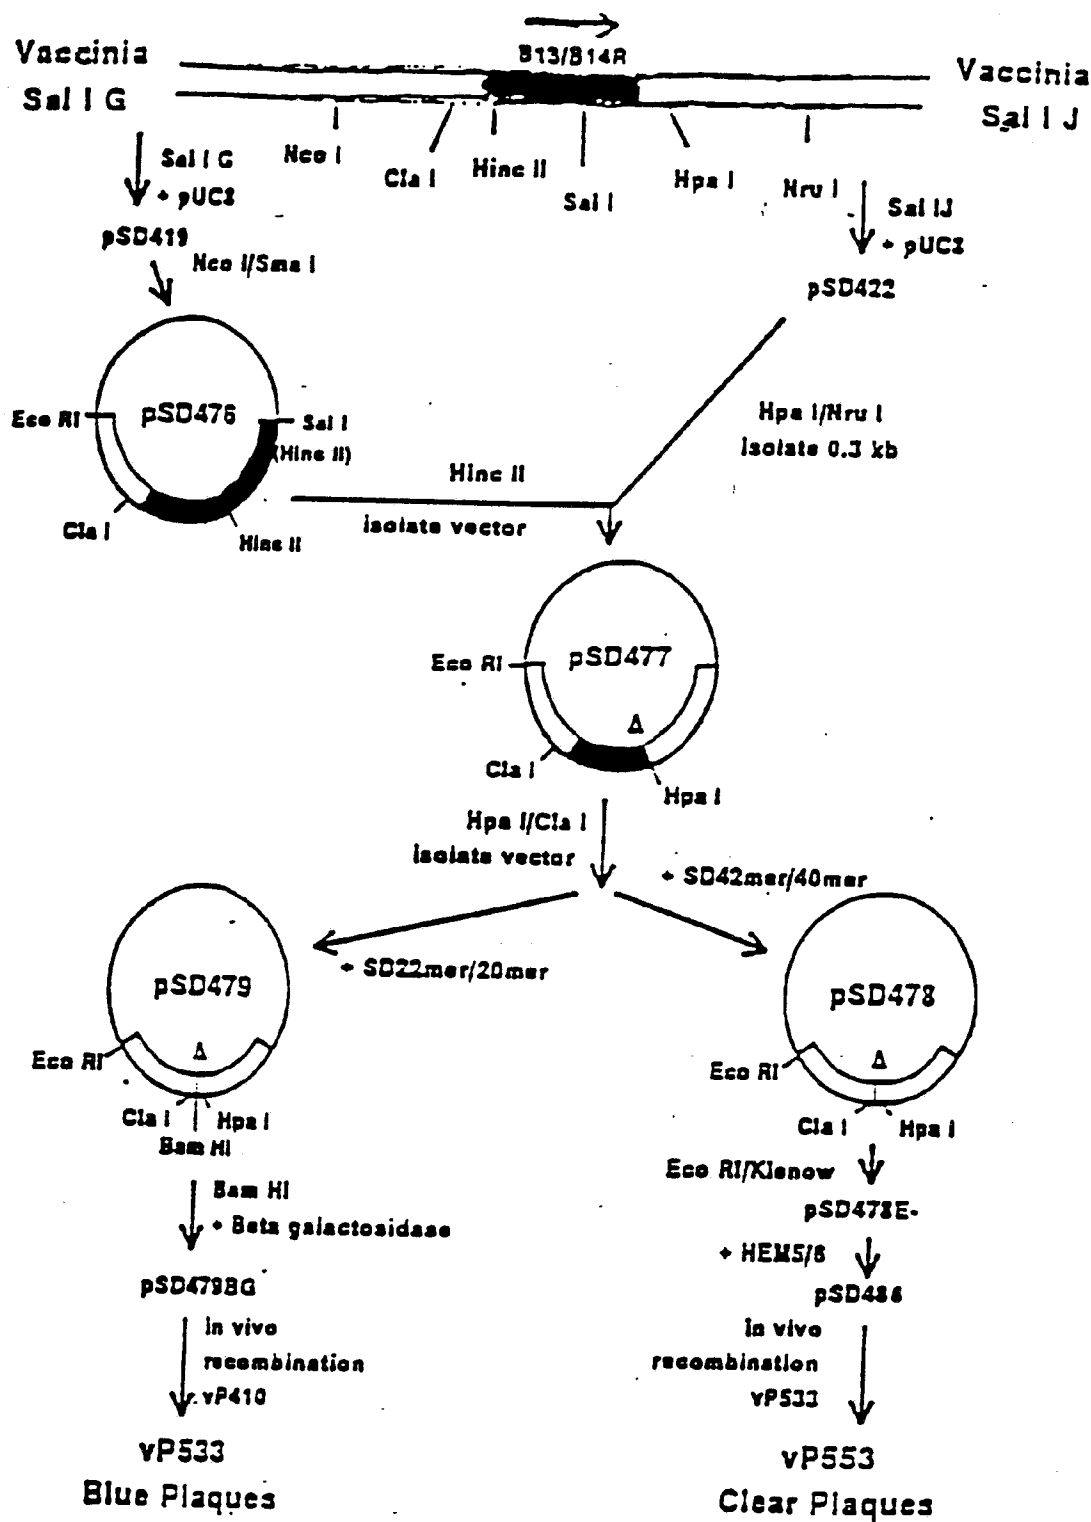 B13/B14R
Vaccinia
Sal I G
Vaccinia
Sal I J
Nco I
Cla I
Hinc II
Sal I
Hpa I
Nru I
Sal I G
+ pUC8
pSD419
Nco I/Sma I
Sal IJ
+ pUC8
pSD422
pSD476
Eco RI
Sal I
(Hinc II)
Cla I
Hinc II
Hpa I/Nru I
isolate 0.3 kb
Hinc II
isolate vector
pSD477
Eco RI
Δ
Cla I
Hpa I
Hpa I/Cla I
isolate vector
+ SD42mer/40mer
+ SD22mer/20mer
pSD479
Eco RI
Δ
Cla I
Hpa I
Bam HI
pSD478
Eco RI
Δ
Cla I
Hpa I
Bam HI
+ Beta galactosidase
pSD479BG
in vivo
recombination
vP410
vP533
Blue Plaques
Eco RI/Klenow
pSD478E-
+ HEM5/6
pSD486
in vivo
recombination
vP533
vP553
Clear Plaques